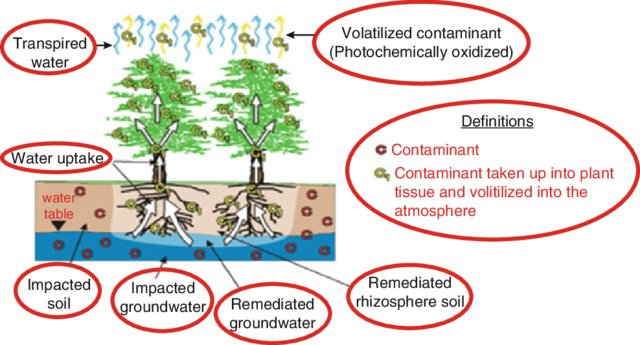 Transpired
water
Volatilized contaminant
(Photochemically oxidized)
Definitions
Contaminant
Contaminant taken up into plant
tissue and volitilized into the
atmosphere
Water uptake
water
table
Impacted
soil
Impacted
groundwater
Remediated
groundwater
Remediated
rhizosphere soil